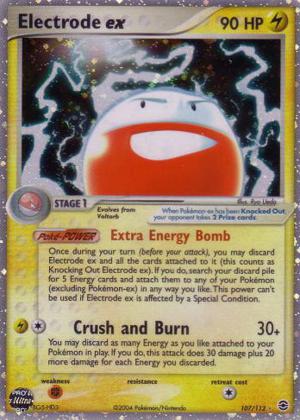 Electrode ex 90 HP
Illus. Ryo Ueda
STAGE 1
Evolves from
Voltorb
When Pokémon-ex has been Knocked Out
your opponent takes 2 Prize cards.
Poké-POWER Extra Energy Bomb
Once during your turn (before your attack), you may discard
Electrode ex and all the cards attached to it (this counts as
Knocking Out Electrode ex). If you do, search your discard pile
for 5 Energy cards and attach them to any of your Pokémon
(excluding Pokémon-ex) in any way you like. This power can't
be used if Electrode ex is affected by a Special Condition.
Crush and Burn 30+
You may discard as many Energy cards as you like attached to
your Pokémon in play. If you do, this attack does 30 damage plus 20
more damage for each Energy card you discarded.
weakness resistance retreat cost
©2004 Pokémon/Nintendo
107/112